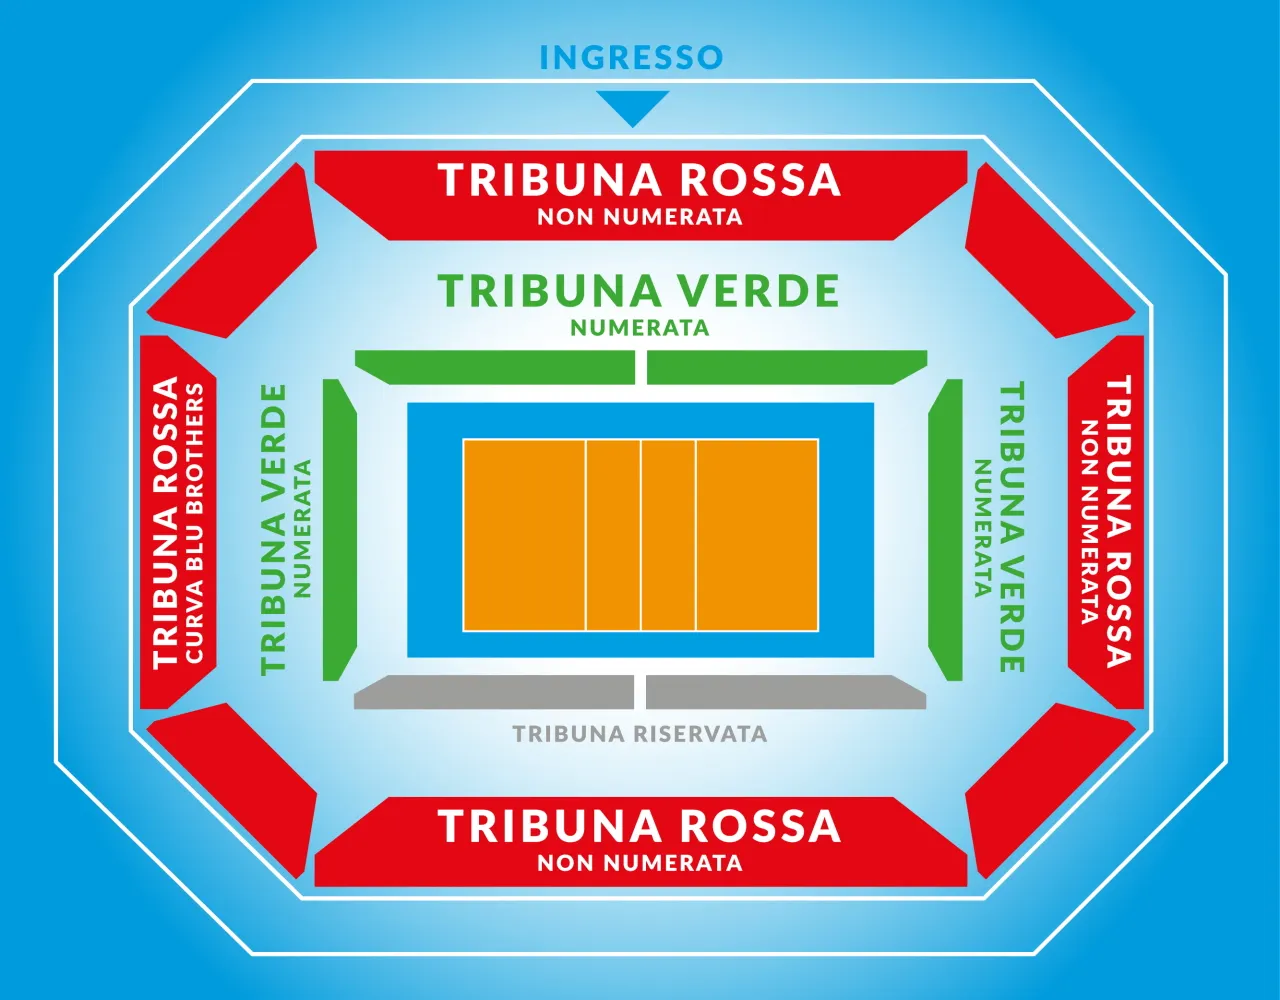 INGRESSO
TRIBUNA ROSSA
NON NUMERATA
TRIBUNA VERDE
NUMERATA
TRIBUNA ROSSA
CURVA BLU BROTHERS
TRIBUNA VERDE
NUMERATA
TRIBUNA VERDE
NUMERATA
TRIBUNA ROSSA
NON NUMERATA
TRIBUNA RISERVATA
TRIBUNA ROSSA
NON NUMERATA